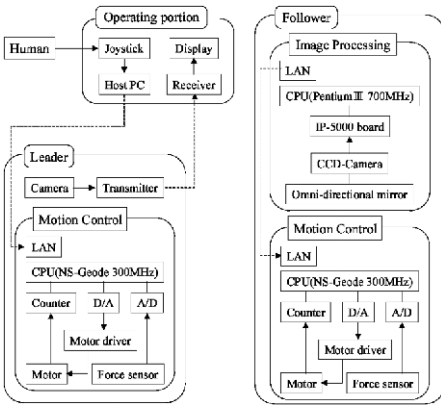 Operating portion
Human
Joystick
Display
Host PC
Receiver
Leader
Camera
Transmitter
Motion Control
LAN
CPU(NS-Geode 300MHz)
Counter
D/A
A/D
Motor driver
Motor
Force sensor
Follower
Image Processing
LAN
CPU(PentiumⅢ 700MHz)
IP-5000 board
CCD-Camera
Omni-directional mirror
Motion Control
LAN
CPU(NS-Geode 300MHz)
Counter
D/A
A/D
Motor driver
Motor
Force sensor